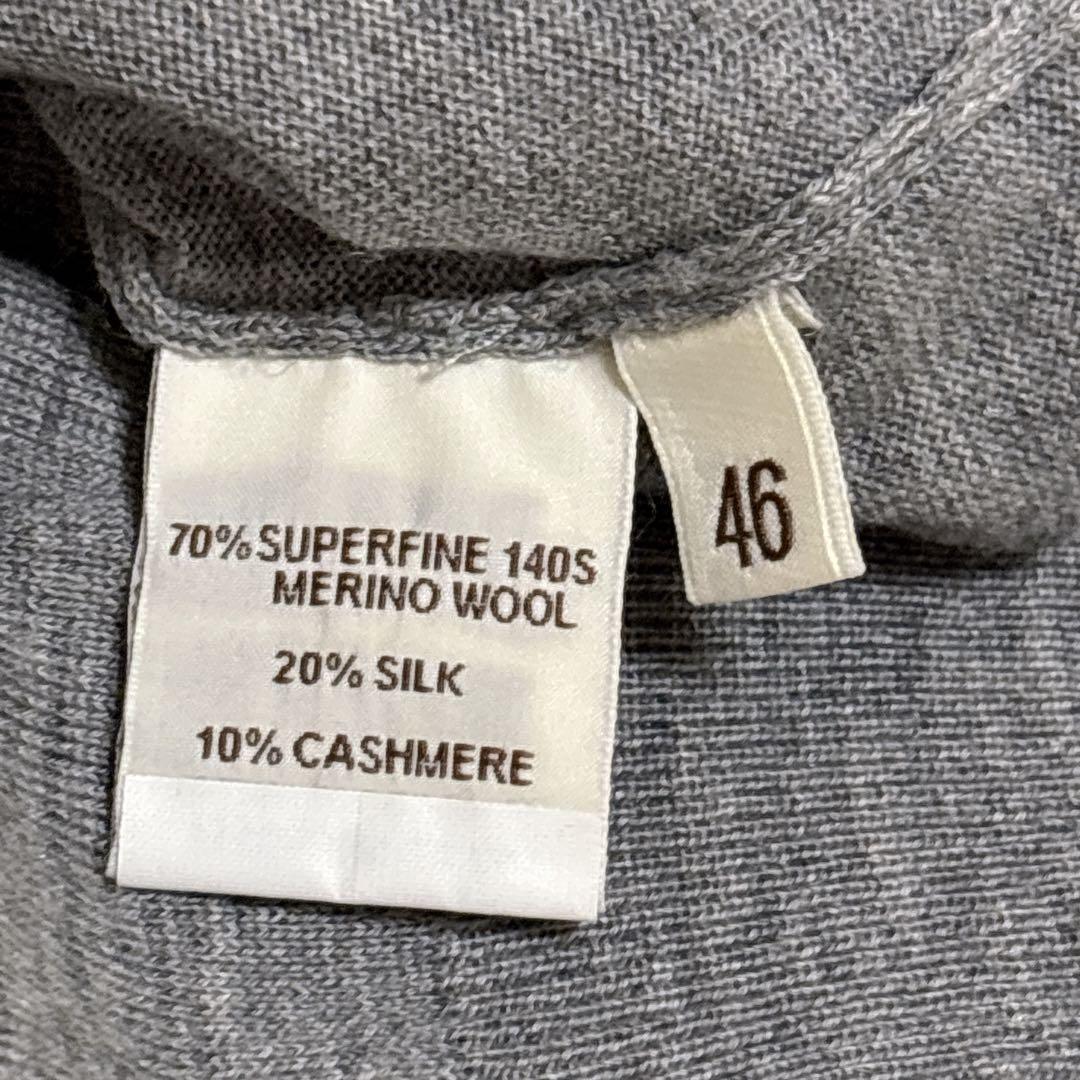 70% SUPERFINE 140S
MERINO WOOL
20% SILK
10% CASHMERE
46